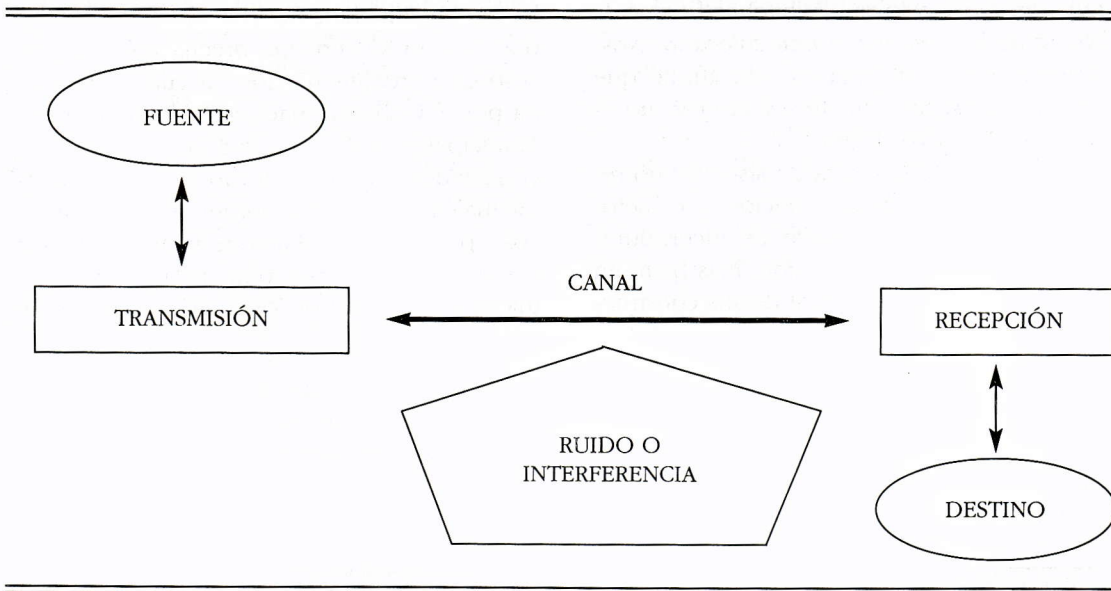 FUENTE
CANAL
TRANSMISIÓN
RECEPCIÓN
RUIDO O
INTERFERENCIA
DESTINO